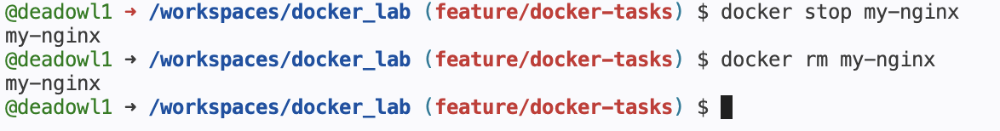 @deadowl1 → /workspaces/docker_lab (feature/docker-tasks) $ docker stop my-nginx
my-nginx
@deadowl1 → /workspaces/docker_lab (feature/docker-tasks) $ docker rm my-nginx
my-nginx
@deadowl1 → /workspaces/docker_lab (feature/docker-tasks) $